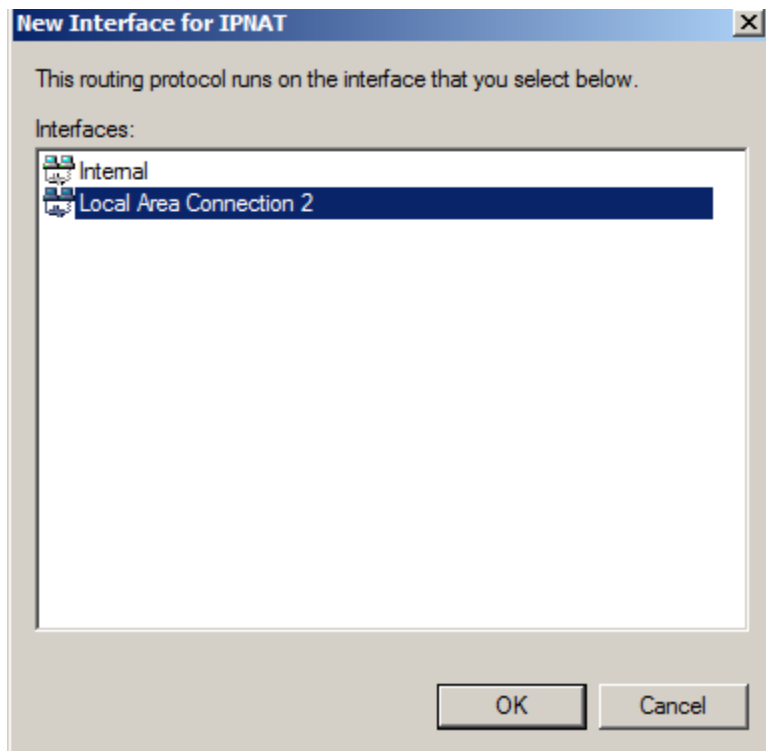 New Interface for IPNAT
This routing protocol runs on the interface that you select below.
Interfaces:
Internal
Local Area Connection 2
OK
Cancel